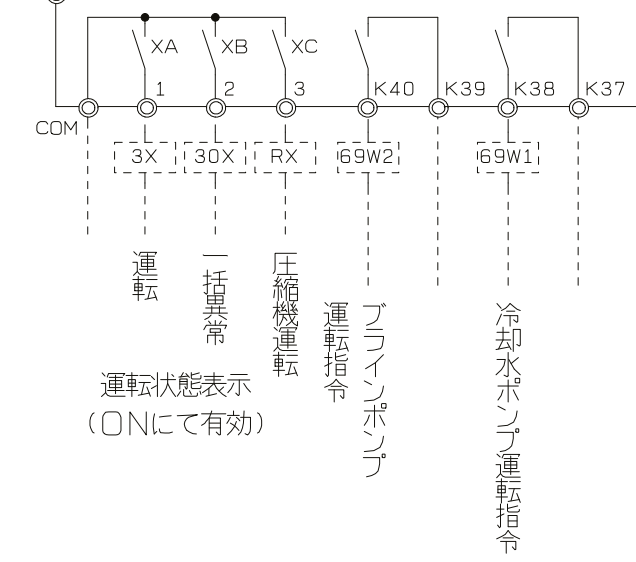 XA
XB
XC
1
2
3
K40
K39
K38
K37
COM
3X
30X
RX
69W2
69W1
運転
一括異常
圧縮機運転
ブラインポンプ
運転指令
冷却水ポンプ運転指令
運転状態表示
(ONにて有効)